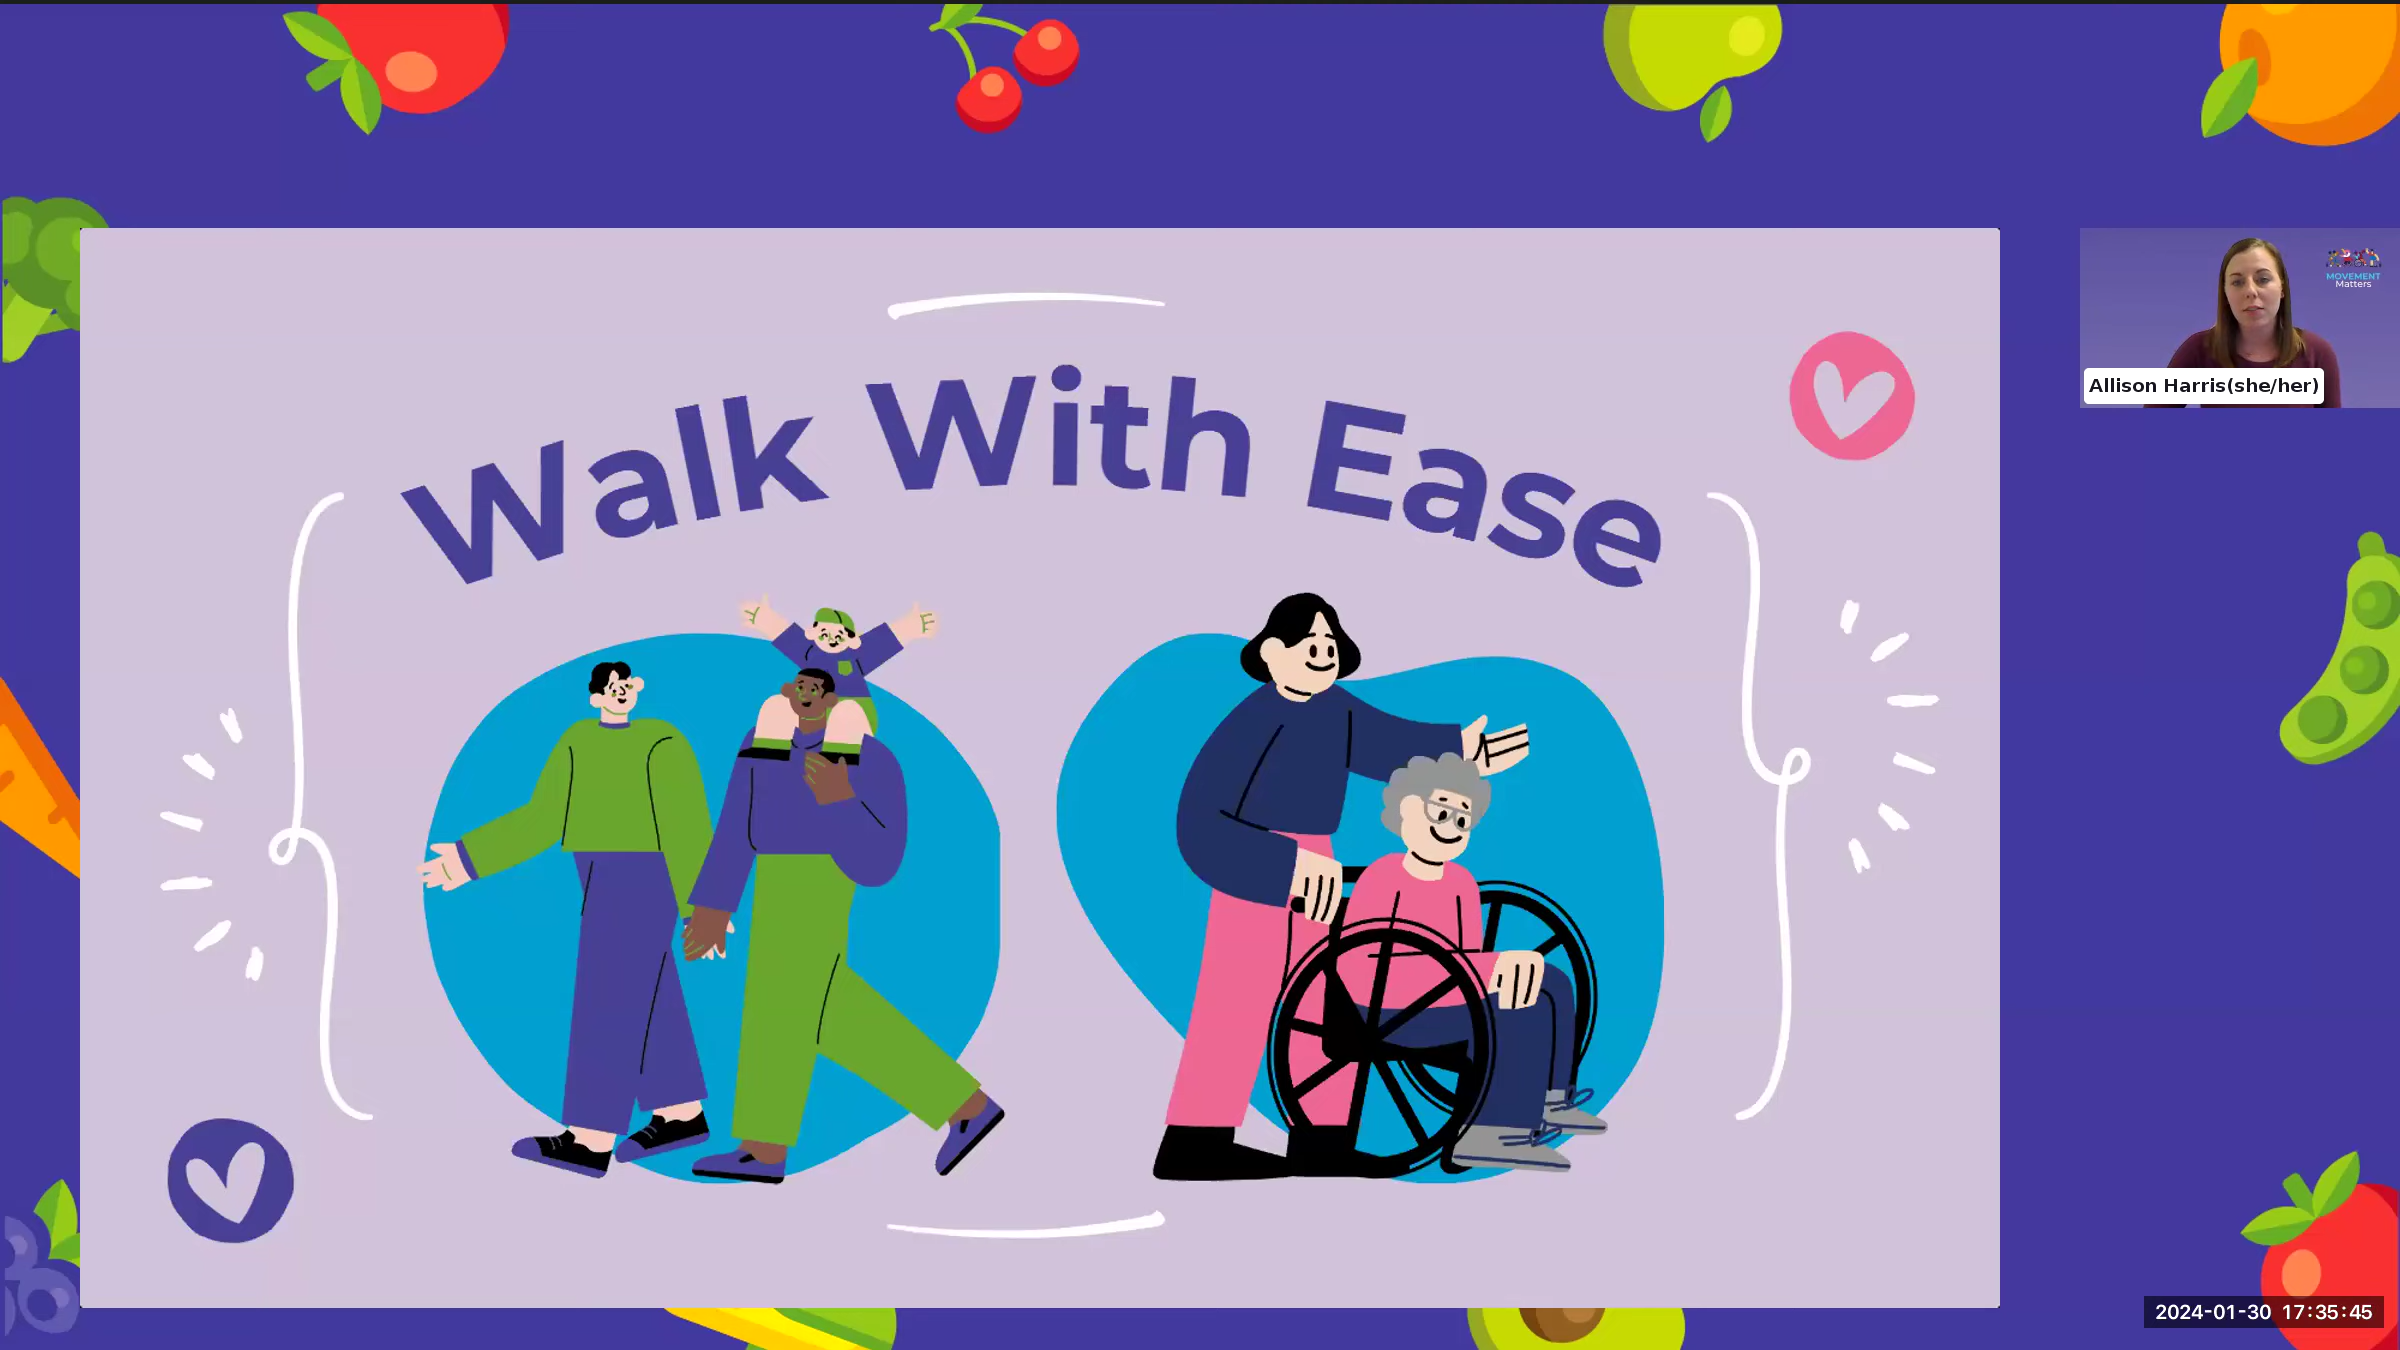 Walk With Ease
MOVEMENT
Matters
Allison Harris(she/her)
2024-01-30 17:35:45